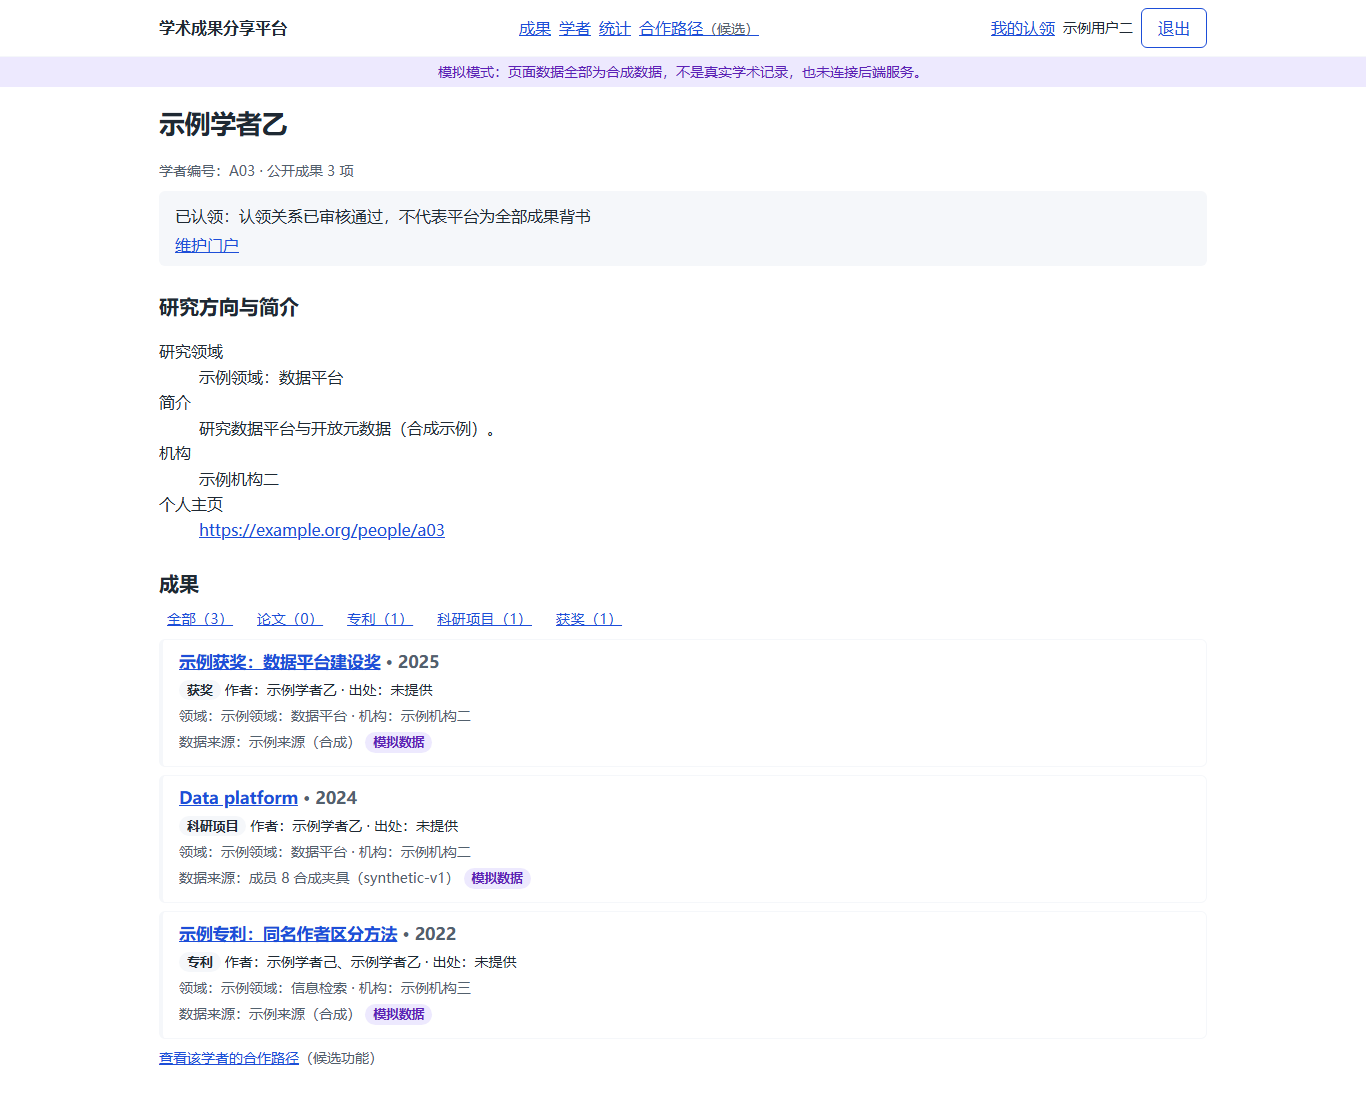 学术成果分享平台
成果 学者 统计 合作路径（候选）
我的认领 示例用户二 退出
模拟模式：页面数据全部为合成数据，不是真实学术记录，也未连接后端服务。
示例学者乙
学者编号：A03 · 公开成果 3 项
已认领：认领关系已审核通过，不代表平台为全部成果背书
维护门户
研究方向与简介
研究领域
示例领域：数据平台
简介
研究数据平台与开放元数据（合成示例）。
机构
示例机构二
个人主页
https://example.org/people/a03
成果
全部（3） 论文（0） 专利（1） 科研项目（1） 获奖（1）
示例获奖：数据平台建设奖 • 2025
获奖 作者：示例学者乙 · 出处：未提供
领域：示例领域：数据平台 · 机构：示例机构二
数据来源：示例来源（合成） 模拟数据
Data platform • 2024
科研项目 作者：示例学者乙 · 出处：未提供
领域：示例领域：数据平台 · 机构：示例机构二
数据来源：成员 8 合成夹具（synthetic-v1） 模拟数据
示例专利：同名作者区分方法 • 2022
专利 作者：示例学者己、示例学者乙 · 出处：未提供
领域：示例领域：信息检索 · 机构：示例机构三
数据来源：示例来源（合成） 模拟数据
查看该学者的合作路径（候选功能）